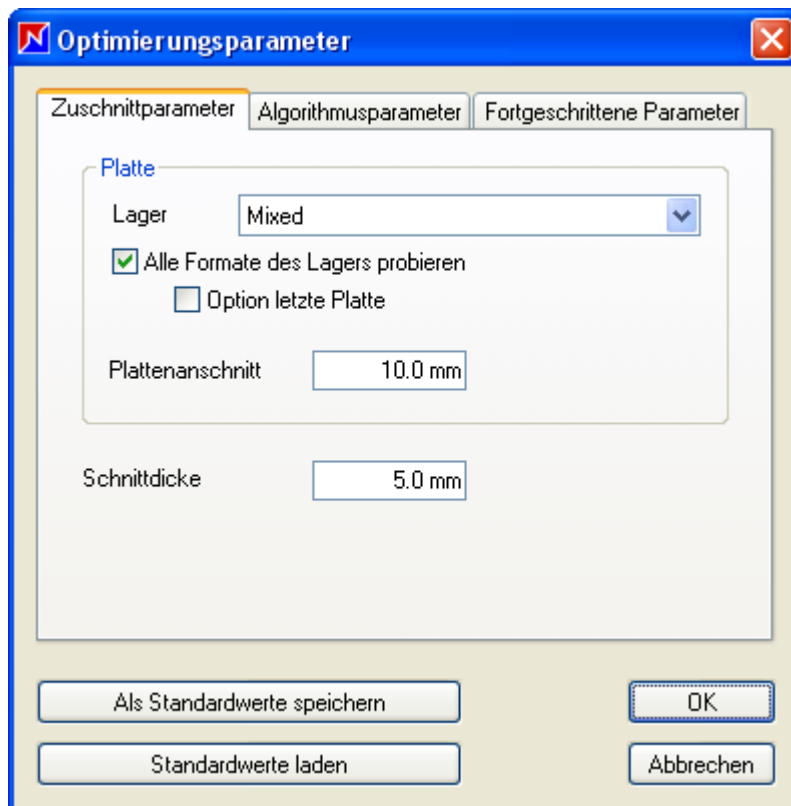 Optimierungsparameter
Zuschnittparameter Algorithmusparameter Fortgeschrittene Parameter
Platte
Lager Mixed
Alle Formate des Lagers probieren
Option letzte Platte
Plattenanschnitt 10.0 mm
Schnittdicke 5.0 mm
Als Standardwerte speichern OK
Standardwerte laden Abbrechen